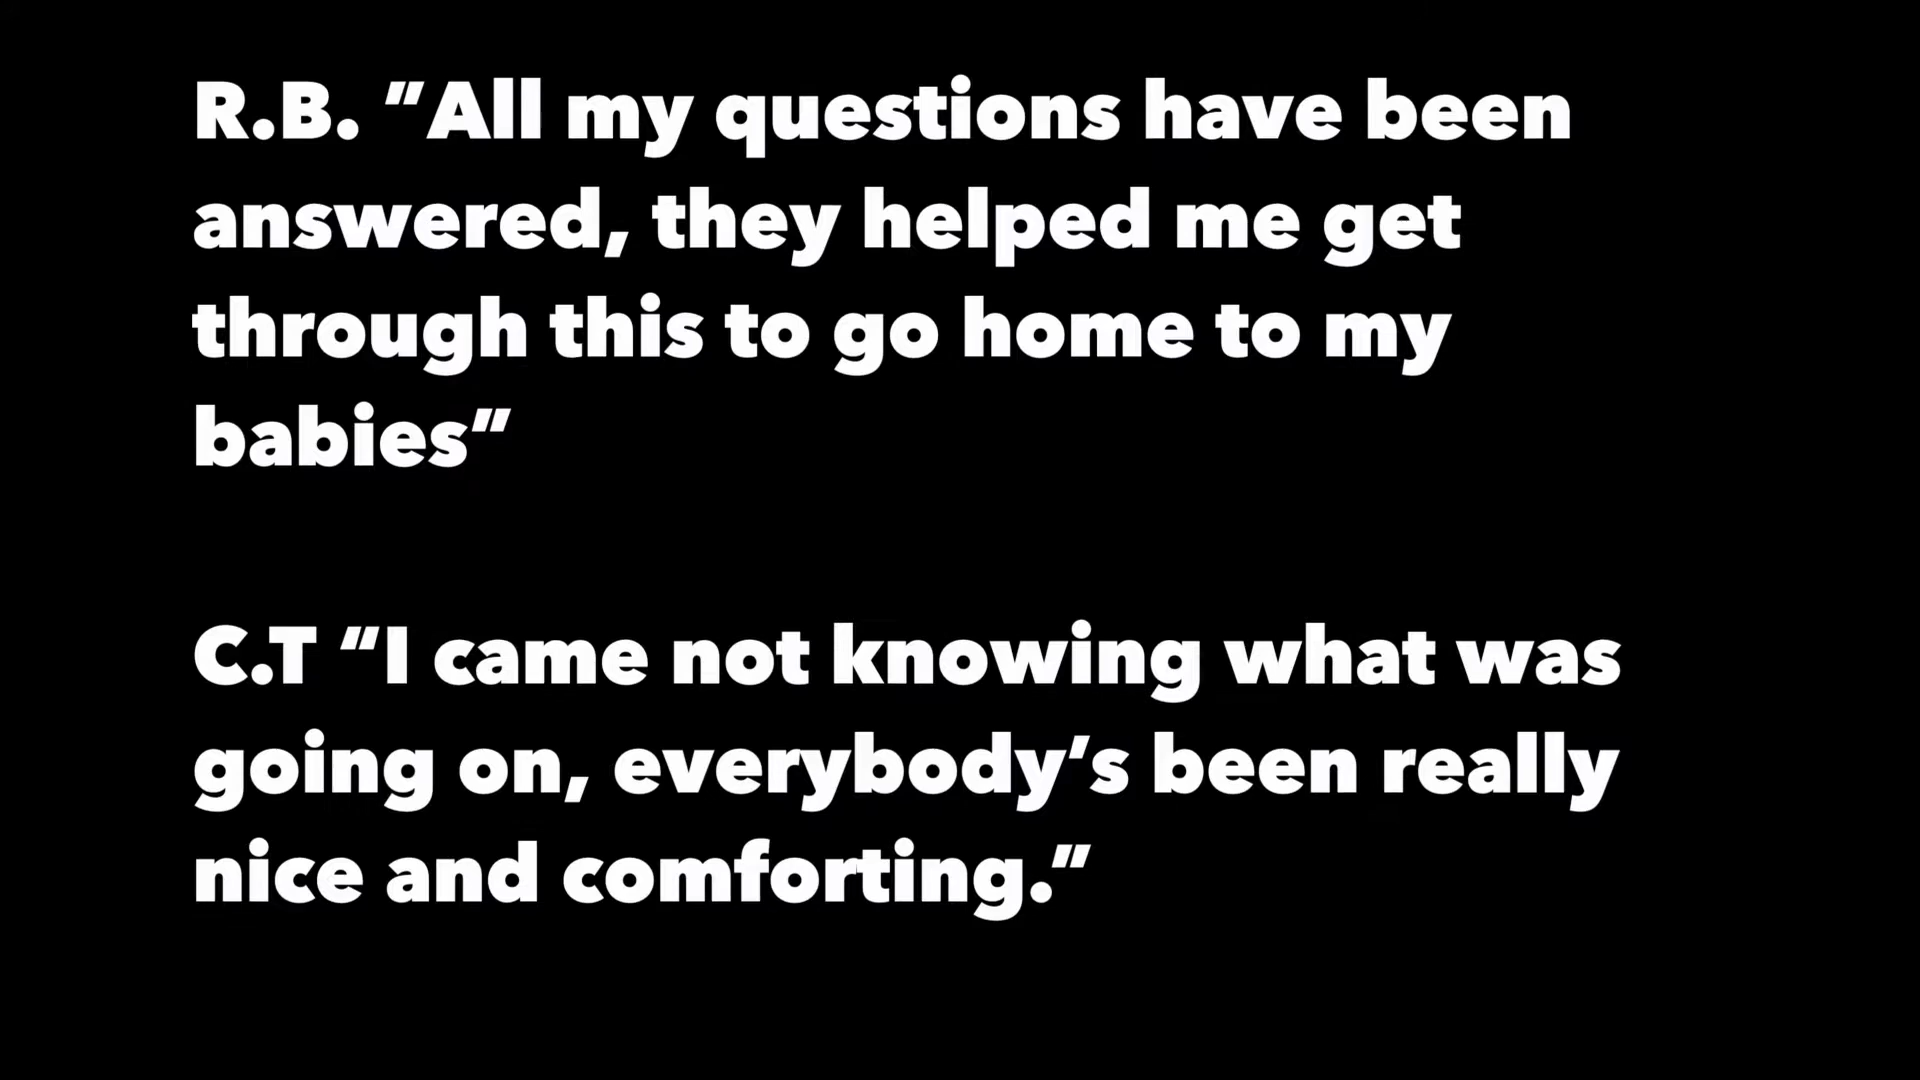 R.B. ”All my questions have been
answered, they helped me get
through this to go home to my
babies”

C.T “I came not knowing what was
going on, everybody’s been really
nice and comforting.”